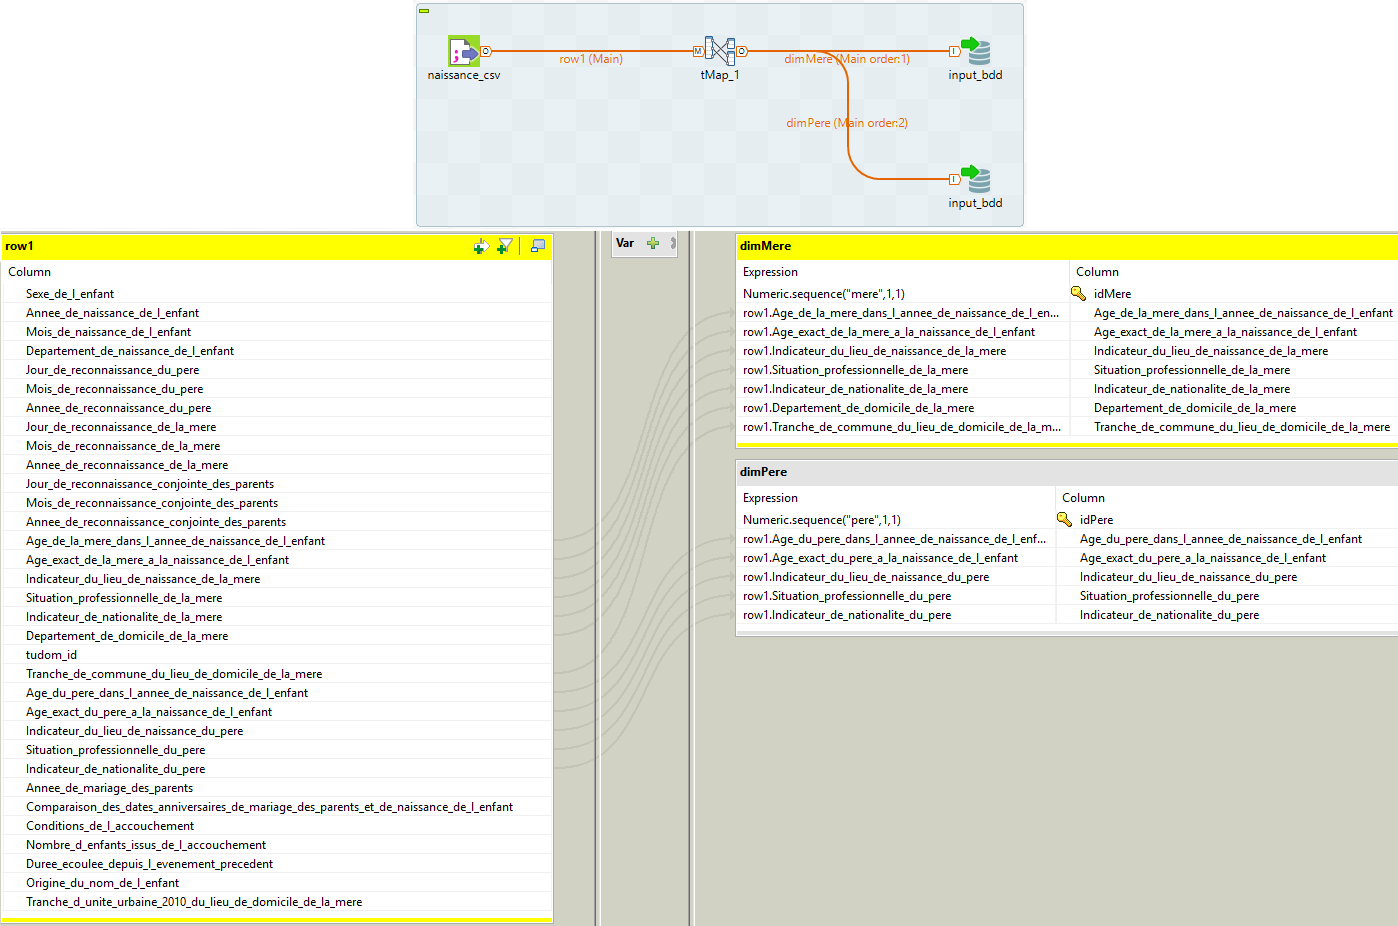 row1 (Main)
dimMere (Main order:1)
naissance_csv
tMap_1
input_bdd
dimPere (Main order:2)
input_bdd
row1
Column
Sexe_de_l_enfant
Annee_de_naissance_de_l_enfant
Mois_de_naissance_de_l_enfant
Departement_de_naissance_de_l_enfant
Jour_de_reconnaissance_du_pere
Mois_de_reconnaissance_du_pere
Annee_de_reconnaissance_du_pere
Jour_de_reconnaissance_de_la_mere
Mois_de_reconnaissance_de_la_mere
Annee_de_reconnaissance_de_la_mere
Jour_de_reconnaissance_conjointe_des_parents
Mois_de_reconnaissance_conjointe_des_parents
Annee_de_reconnaissance_conjointe_des_parents
Age_de_la_mere_dans_l_annee_de_naissance_de_l_enfant
Age_exact_de_la_mere_a_la_naissance_de_l_enfant
Indicateur_du_lieu_de_naissance_de_la_mere
Situation_professionnelle_de_la_mere
Indicateur_de_nationalite_de_la_mere
Departement_de_domicile_de_la_mere
tudom_id
Tranche_de_commune_du_lieu_de_domicile_de_la_mere
Age_du_pere_dans_l_annee_de_naissance_de_l_enfant
Age_exact_du_pere_a_la_naissance_de_l_enfant
Indicateur_du_lieu_de_naissance_du_pere
Situation_professionnelle_du_pere
Indicateur_de_nationalite_du_pere
Annee_de_mariage_des_parents
Comparaison_des_dates_anniversaires_de_mariage_des_parents_et_de_naissance_de_l_enfant
Conditions_de_l_accouchement
Nombre_d_enfants_issus_de_l_accouchement
Duree_ecoulee_depuis_l_evenement_precedent
Origine_du_nom_de_l_enfant
Tranche_d_unite_urbaine_2010_du_lieu_de_domicile_de_la_mere
Var
dimMere
Expression Column
Numeric.sequence("mere",1,1) idMere
row1.Age_de_la_mere_dans_l_annee_de_naissance_de_l_en... Age_de_la_mere_dans_l_annee_de_naissance_de_l_enfant
row1.Age_exact_de_la_mere_a_la_naissance_de_l_enfant Age_exact_de_la_mere_a_la_naissance_de_l_enfant
row1.Indicateur_du_lieu_de_naissance_de_la_mere Indicateur_du_lieu_de_naissance_de_la_mere
row1.Situation_professionnelle_de_la_mere Situation_professionnelle_de_la_mere
row1.Indicateur_de_nationalite_de_la_mere Indicateur_de_nationalite_de_la_mere
row1.Departement_de_domicile_de_la_mere Departement_de_domicile_de_la_mere
row1.Tranche_de_commune_du_lieu_de_domicile_de_la_m... Tranche_de_commune_du_lieu_de_domicile_de_la_mere
dimPere
Expression Column
Numeric.sequence("pere",1,1) idPere
row1.Age_du_pere_dans_l_annee_de_naissance_de_l_enf... Age_du_pere_dans_l_annee_de_naissance_de_l_enfant
row1.Age_exact_du_pere_a_la_naissance_de_l_enfant Age_exact_du_pere_a_la_naissance_de_l_enfant
row1.Indicateur_du_lieu_de_naissance_du_pere Indicateur_du_lieu_de_naissance_du_pere
row1.Situation_professionnelle_du_pere Situation_professionnelle_du_pere
row1.Indicateur_de_nationalite_du_pere Indicateur_de_nationalite_du_pere